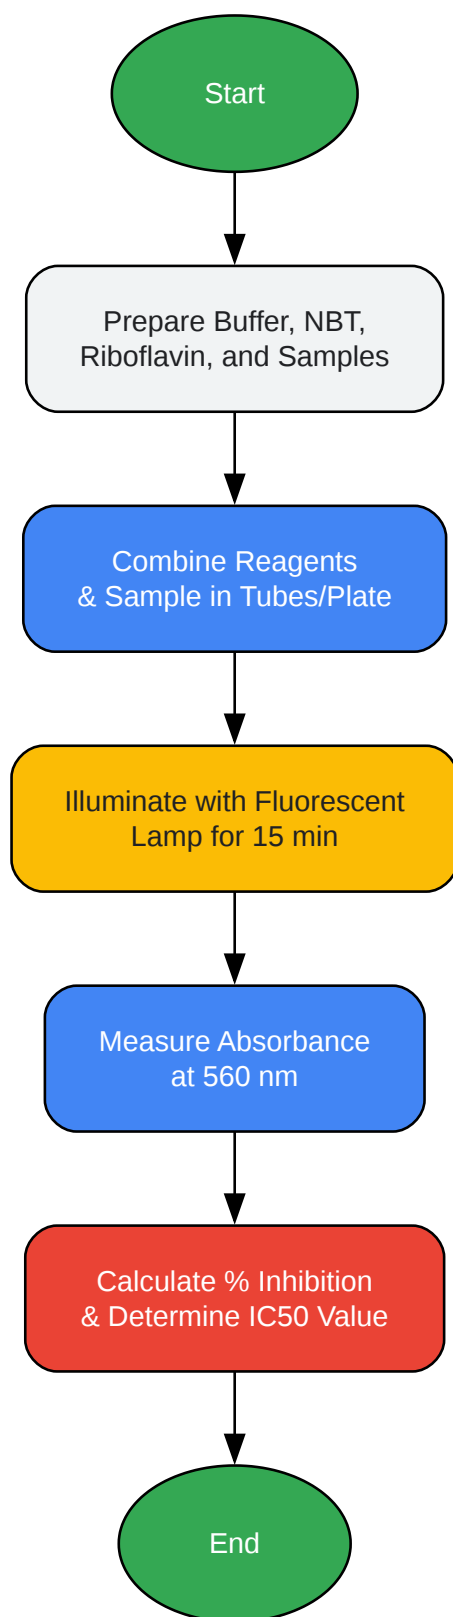 Start
Prepare Buffer, NBT,
Riboflavin, and Samples
Combine Reagents
& Sample in Tubes/Plate
Illuminate with Fluorescent
Lamp for 15 min
Measure Absorbance
at 560 nm
Calculate % Inhibition
& Determine IC50 Value
End